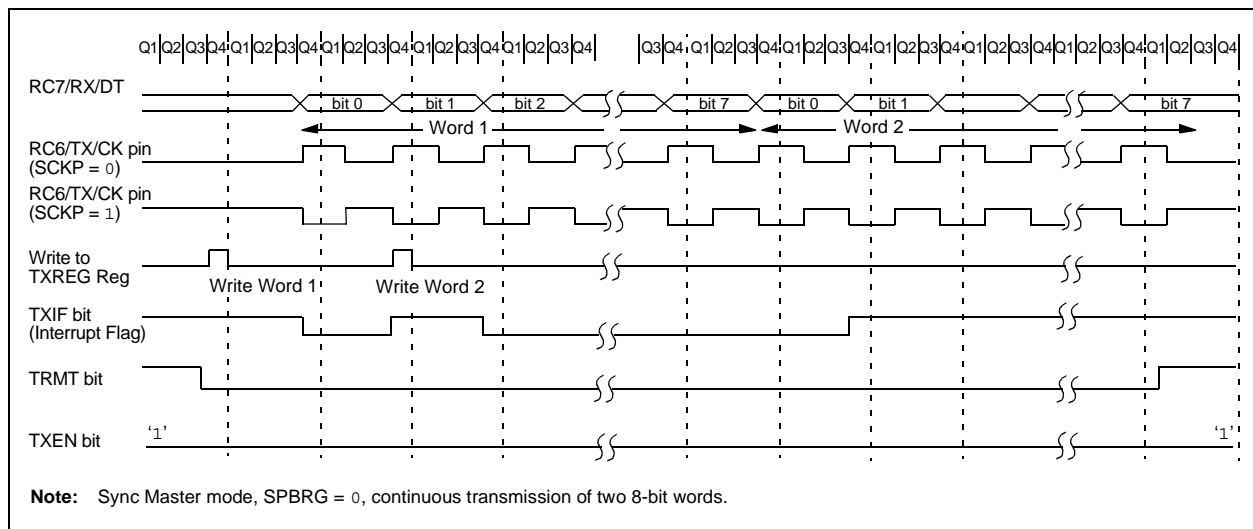 Q1 Q2 Q3 Q4 Q1 Q2 Q3 Q4 Q1 Q2 Q3 Q4 Q1 Q2 Q3 Q4 Q1 Q2 Q3 Q4 Q3 Q4 Q1 Q2 Q3 Q4 Q1 Q2 Q3 Q4 Q1 Q2 Q3 Q4 Q1 Q2 Q3 Q4 Q1 Q2 Q3 Q4
RC7/RX/DT
bit 0 bit 1 bit 2 bit 7 bit 0 bit 1 bit 7
Word 1 Word 2
RC6/TX/CK pin
(SCKP = 0)
RC6/TX/CK pin
(SCKP = 1)
Write to
TXREG Reg
Write Word 1 Write Word 2
TXIF bit
(Interrupt Flag)
TRMT bit
TXEN bit
‘1’ ‘1’
Note: Sync Master mode, SPBRG = 0, continuous transmission of two 8-bit words.